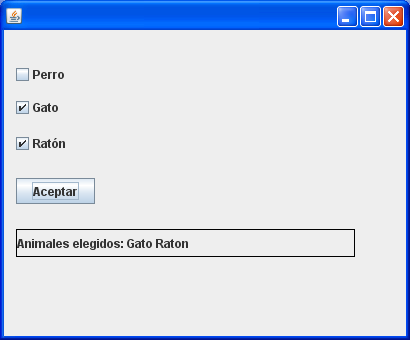 Perro
Gato
Ratón
Aceptar
Animales elegidos: Gato Raton